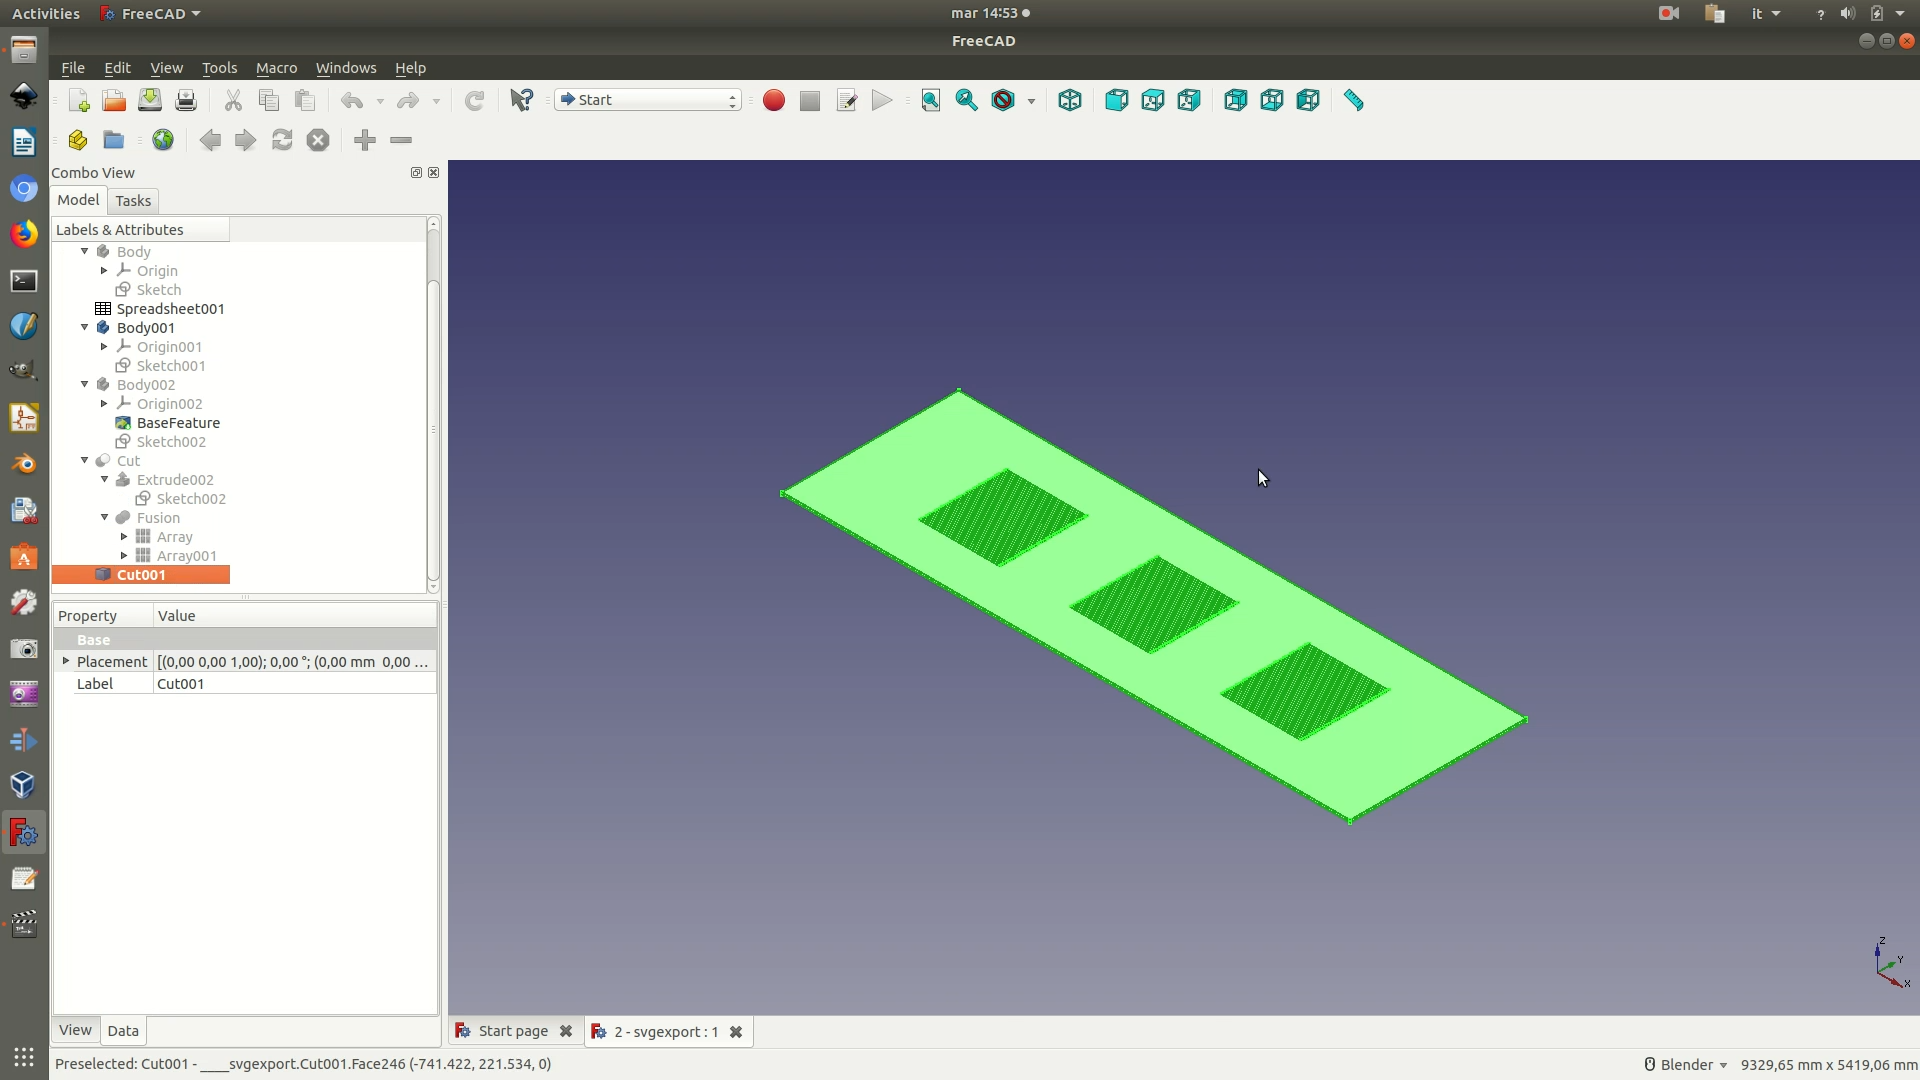 Activities FreeCAD mar 14:53 it ?
FreeCAD
File Edit View Tools Macro Windows Help
Start
Combo View
Model Tasks
Labels & Attributes
Body
Origin
Sketch
Spreadsheet001
Body001
Origin001
Sketch001
Body002
Origin002
BaseFeature
Sketch002
Cut
Extrude002
Sketch002
Fusion
Array
Array001
Cut001
Property Value
Base
Placement [(0,00 0,00 1,00); 0,00 °; (0,00 mm 0,00 ...
Label Cut001
Z
Y
X
View Data
Start page 2 - svgexport : 1
Preselected: Cut001 - ____svgexport.Cut001.Face246 (-741.422, 221.534, 0) Blender 9329,65 mm x 5419,06 mm